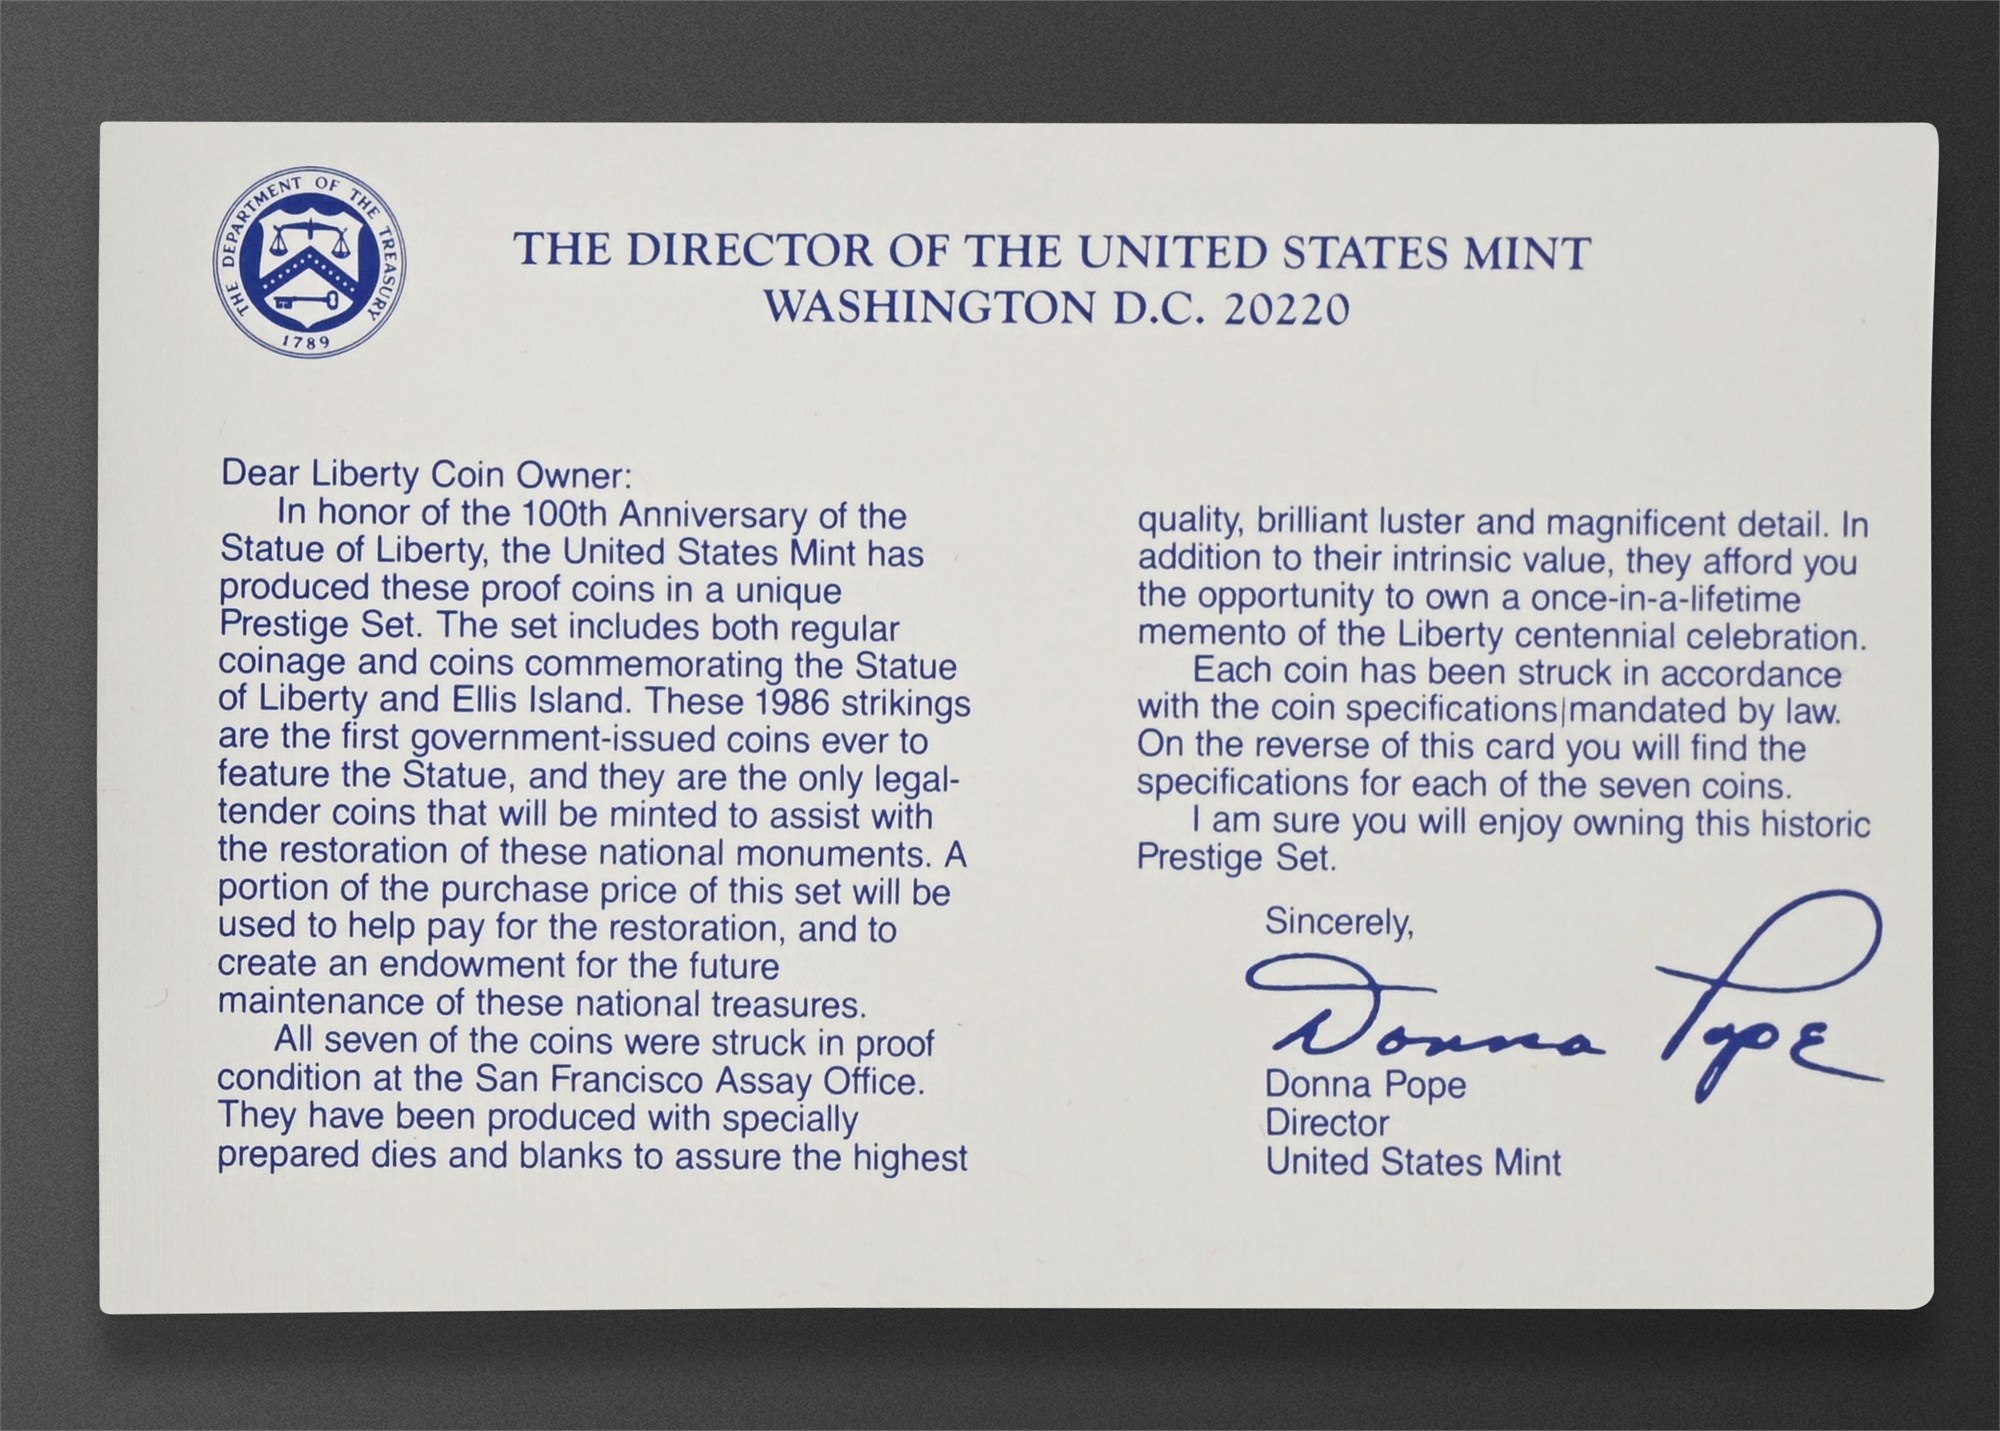 THE DEPARTMENT OF THE TREASURY
1789
THE DIRECTOR OF THE UNITED STATES MINT
WASHINGTON D.C. 20220
Dear Liberty Coin Owner:
In honor of the 100th Anniversary of the
Statue of Liberty, the United States Mint has
produced these proof coins in a unique
Prestige Set. The set includes both regular
coinage and coins commemorating the Statue
of Liberty and Ellis Island. These 1986 strikings
are the first government-issued coins ever to
feature the Statue, and they are the only legal-
tender coins that will be minted to assist with
the restoration of these national monuments. A
portion of the purchase price of this set will be
used to help pay for the restoration, and to
create an endowment for the future
maintenance of these national treasures.
All seven of the coins were struck in proof
condition at the San Francisco Assay Office.
They have been produced with specially
prepared dies and blanks to assure the highest
quality, brilliant luster and magnificent detail. In
addition to their intrinsic value, they afford you
the opportunity to own a once-in-a-lifetime
memento of the Liberty centennial celebration.
Each coin has been struck in accordance
with the coin specifications mandated by law.
On the reverse of this card you will find the
specifications for each of the seven coins.
I am sure you will enjoy owning this historic
Prestige Set.
Sincerely,
Donna Pope
Donna Pope
Director
United States Mint